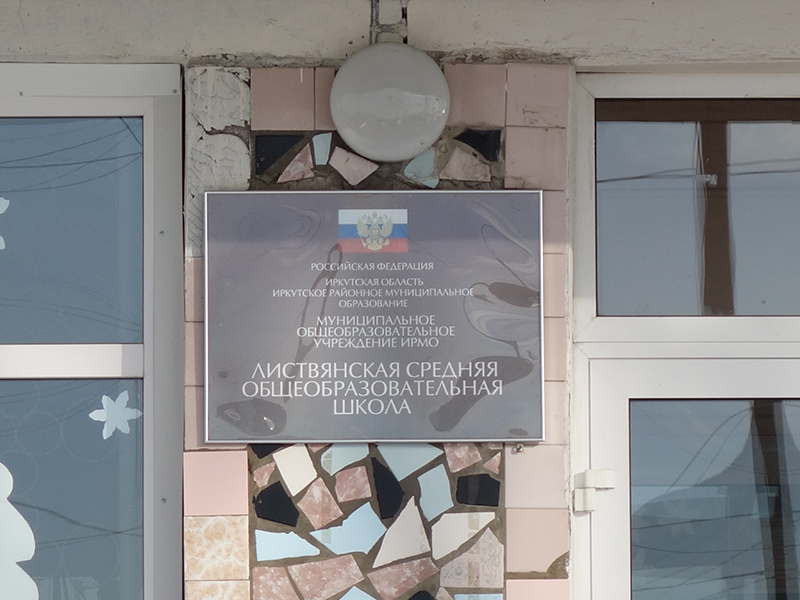 РОССИЙСКАЯ ФЕДЕРАЦИЯ
ИРКУТСКАЯ ОБЛАСТЬ
ИРКУТСКОЕ РАЙОННОЕ МУНИЦИПАЛЬНОЕ
ОБРАЗОВАНИЕ
МУНИЦИПАЛЬНОЕ
ОБЩЕОБРАЗОВАТЕЛЬНОЕ
УЧРЕЖДЕНИЕ ИРМО
ЛИСТВЯНСКАЯ СРЕДНЯЯ
ОБЩЕОБРАЗОВАТЕЛЬНАЯ
ШКОЛА